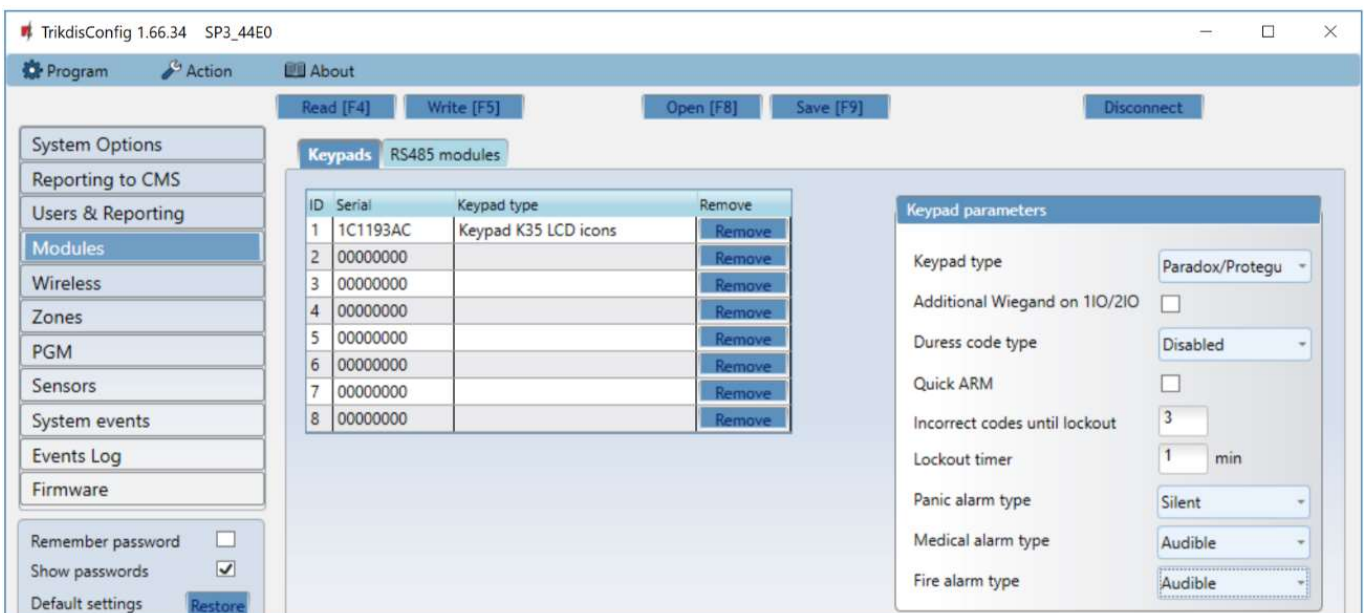 TrikdisConfig 1.66.34 SP3_44E0
Program Action About
Read [F4] Write [F5] Open [F8] Save [F9] Disconnect
System Options
Reporting to CMS
Users & Reporting
Modules
Wireless
Zones
PGM
Sensors
System events
Events Log
Firmware
Remember password
Show passwords
Default settings Restore
Keypads RS485 modules
ID Serial Keypad type Remove
1 1C1193AC Keypad K35 LCD icons Remove
2 00000000 Remove
3 00000000 Remove
4 00000000 Remove
5 00000000 Remove
6 00000000 Remove
7 00000000 Remove
8 00000000 Remove
Keypad parameters
Keypad type Paradox/Protegu
Additional Wiegand on 1IO/2IO
Duress code type Disabled
Quick ARM
Incorrect codes until lockout 3
Lockout timer 1 min
Panic alarm type Silent
Medical alarm type Audible
Fire alarm type Audible